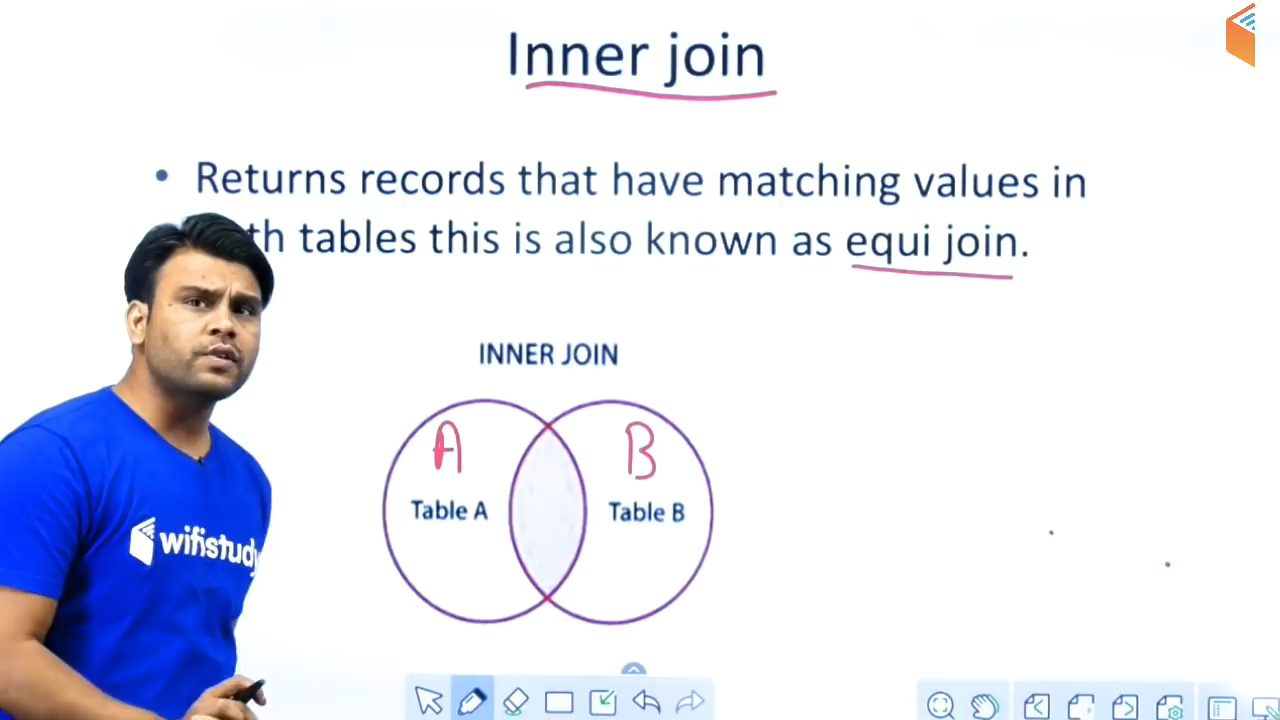 Inner join
• Returns records that have matching values in
th tables this is also known as equi join.
INNER JOIN
A
B
Table A
Table B
wifistudy